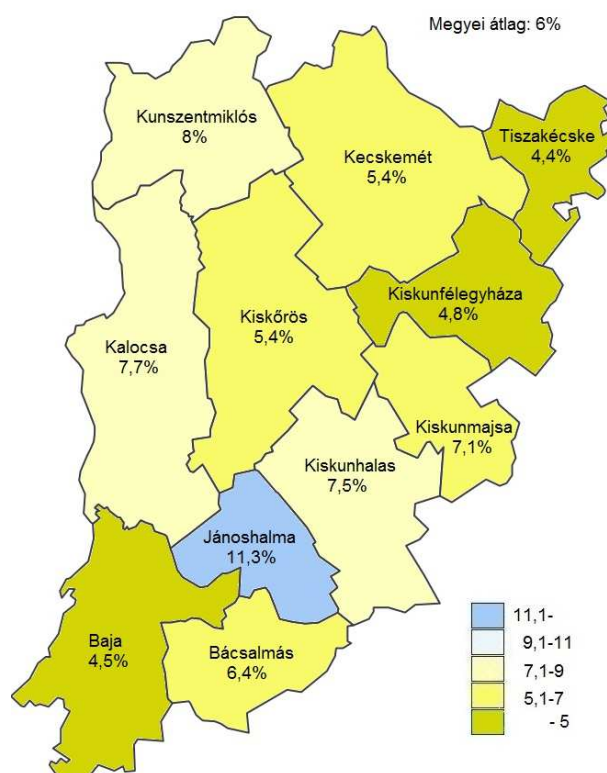 Megyei átlag: 6%
Kunszentmiklós
8%
Kecskemét
5,4%
Tiszakécske
4,4%
Kiskunfélegyháza
4,8%
Kiskőrös
5,4%
Kalocsa
7,7%
Kiskunmajsa
7,1%
Kiskunhalas
7,5%
Jánoshalma
11,3%
Baja
4,5%
Bácsalmás
6,4%
11,1-
9,1-11
7,1-9
5,1-7
- 5